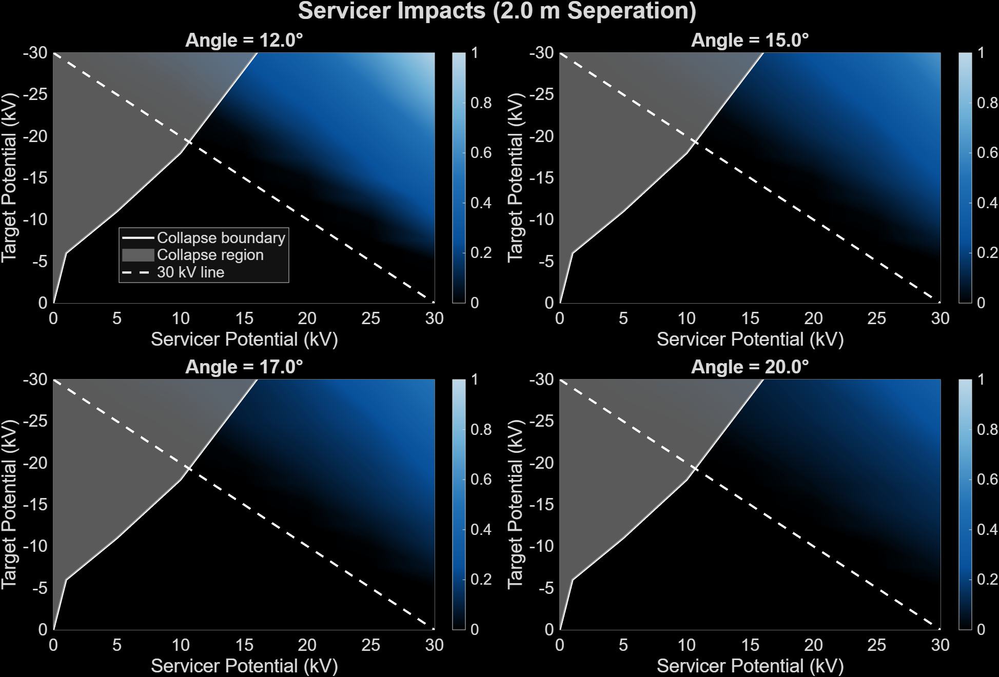 Servicer Impacts (2.0 m Seperation)
Angle = 12.0°
-30
-25
-20
-15
-10
-5
0
0 5 10 15 20 25 30
Target Potential (kV)
Servicer Potential (kV)
Collapse boundary
Collapse region
30 kV line
1
0.8
0.6
0.4
0.2
0
Angle = 15.0°
-30
-25
-20
-15
-10
-5
0
0 5 10 15 20 25 30
Target Potential (kV)
Servicer Potential (kV)
1
0.8
0.6
0.4
0.2
0
Angle = 17.0°
-30
-25
-20
-15
-10
-5
0
0 5 10 15 20 25 30
Target Potential (kV)
Servicer Potential (kV)
1
0.8
0.6
0.4
0.2
0
Angle = 20.0°
-30
-25
-20
-15
-10
-5
0
0 5 10 15 20 25 30
Target Potential (kV)
Servicer Potential (kV)
1
0.8
0.6
0.4
0.2
0